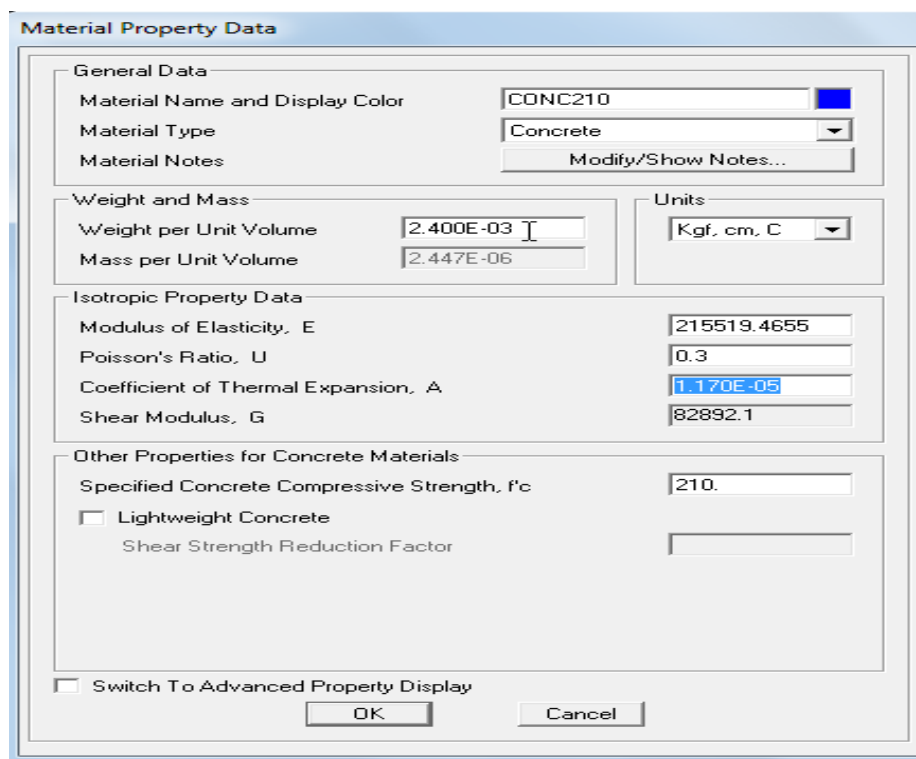 Material Property Data
General Data
Material Name and Display Color CONC210
Material Type Concrete
Material Notes Modify/Show Notes...
Weight and Mass Units
Weight per Unit Volume 2.400E-03 Kgf, cm, C
Mass per Unit Volume 2.447E-06
Isotropic Property Data
Modulus of Elasticity, E 215519.4655
Poisson's Ratio, U 0.3
Coefficient of Thermal Expansion, A 1.170E-05
Shear Modulus, G 82892.1
Other Properties for Concrete Materials
Specified Concrete Compressive Strength, f'c 210.
Lightweight Concrete
Shear Strength Reduction Factor
Switch To Advanced Property Display
OK Cancel